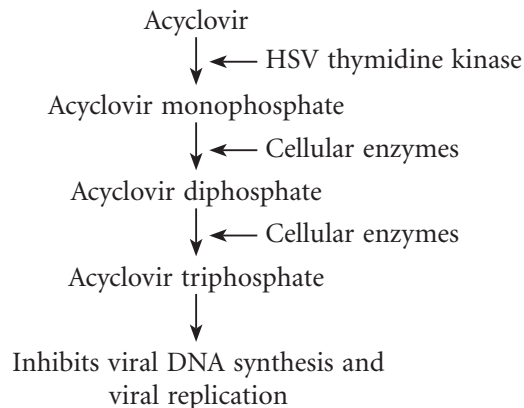 Acyclovir
HSV thymidine kinase
Acyclovir monophosphate
Cellular enzymes
Acyclovir diphosphate
Cellular enzymes
Acyclovir triphosphate
Inhibits viral DNA synthesis and
viral replication